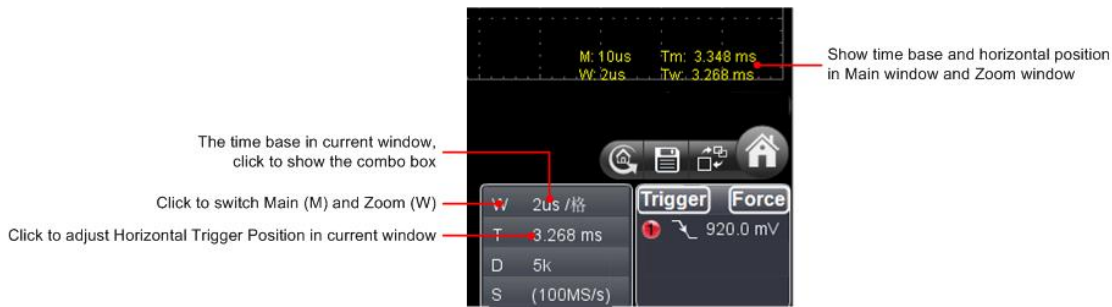 M: 10us Tm: 3.348 ms
W: 2us Tw: 3.268 ms
Show time base and horizontal position
in Main window and Zoom window
The time base in current window,
click to show the combo box
Click to switch Main (M) and Zoom (W)
Click to adjust Horizontal Trigger Position in current window
W 2us /格
T 3.268 ms
D 5k
S (100MS/s)
Trigger Force
1 920.0 mV